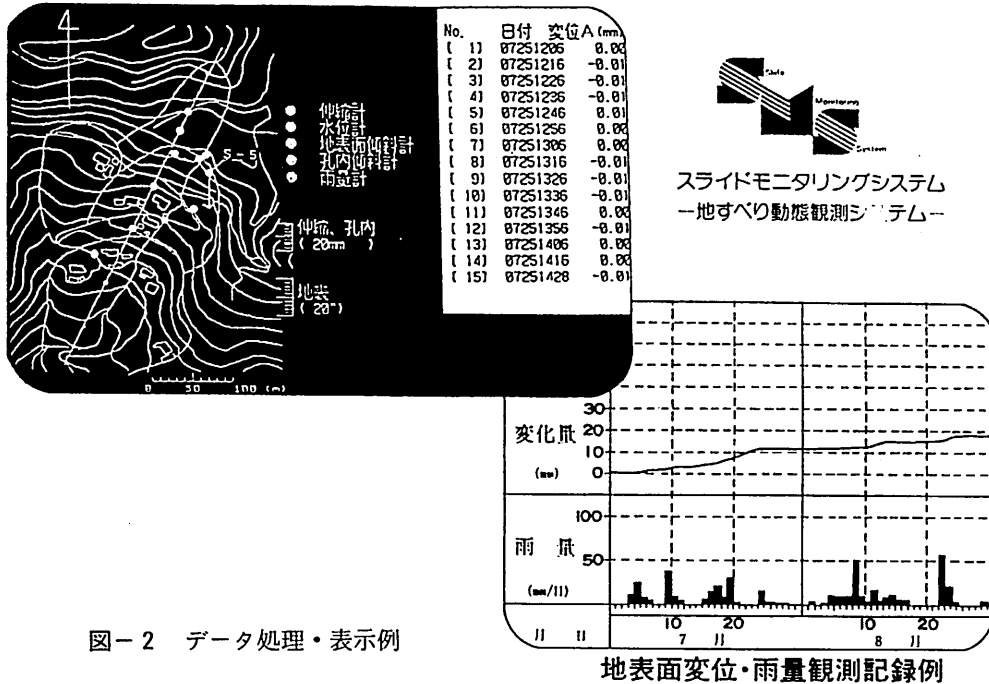 No. 日付 変位A(mm)
[ 1] 07251206 0.00
[ 2] 07251216 -0.01
[ 3] 07251226 -0.01
[ 4] 07251236 -0.01
[ 5] 07251246 0.01
[ 6] 07251256 0.00
[ 7] 07251306 0.00
[ 8] 07251316 -0.01
[ 9] 07251326 -0.01
[ 10] 07251336 -0.01
[ 11] 07251346 0.00
[ 12] 07251356 -0.01
[ 13] 07251406 0.00
[ 14] 07251416 0.00
[ 15] 07251428 -0.01
伸縮計
水位計
地表面傾斜計
孔内傾斜計
雨量計
S-5
伸縮、孔内
( 20mm )
地表
( 20")
0 50 100 (m)
Slide
Monitoring
System
スライドモニタリングシステム
ー地すべり動態観測システムー
30
変化量 20
10
(mm) 0
100
雨量
50
(mm/日)
10 20 10 20
月 日 7 月 8 月
図－2 データ処理・表示例
地表面変位・雨量観測記録例